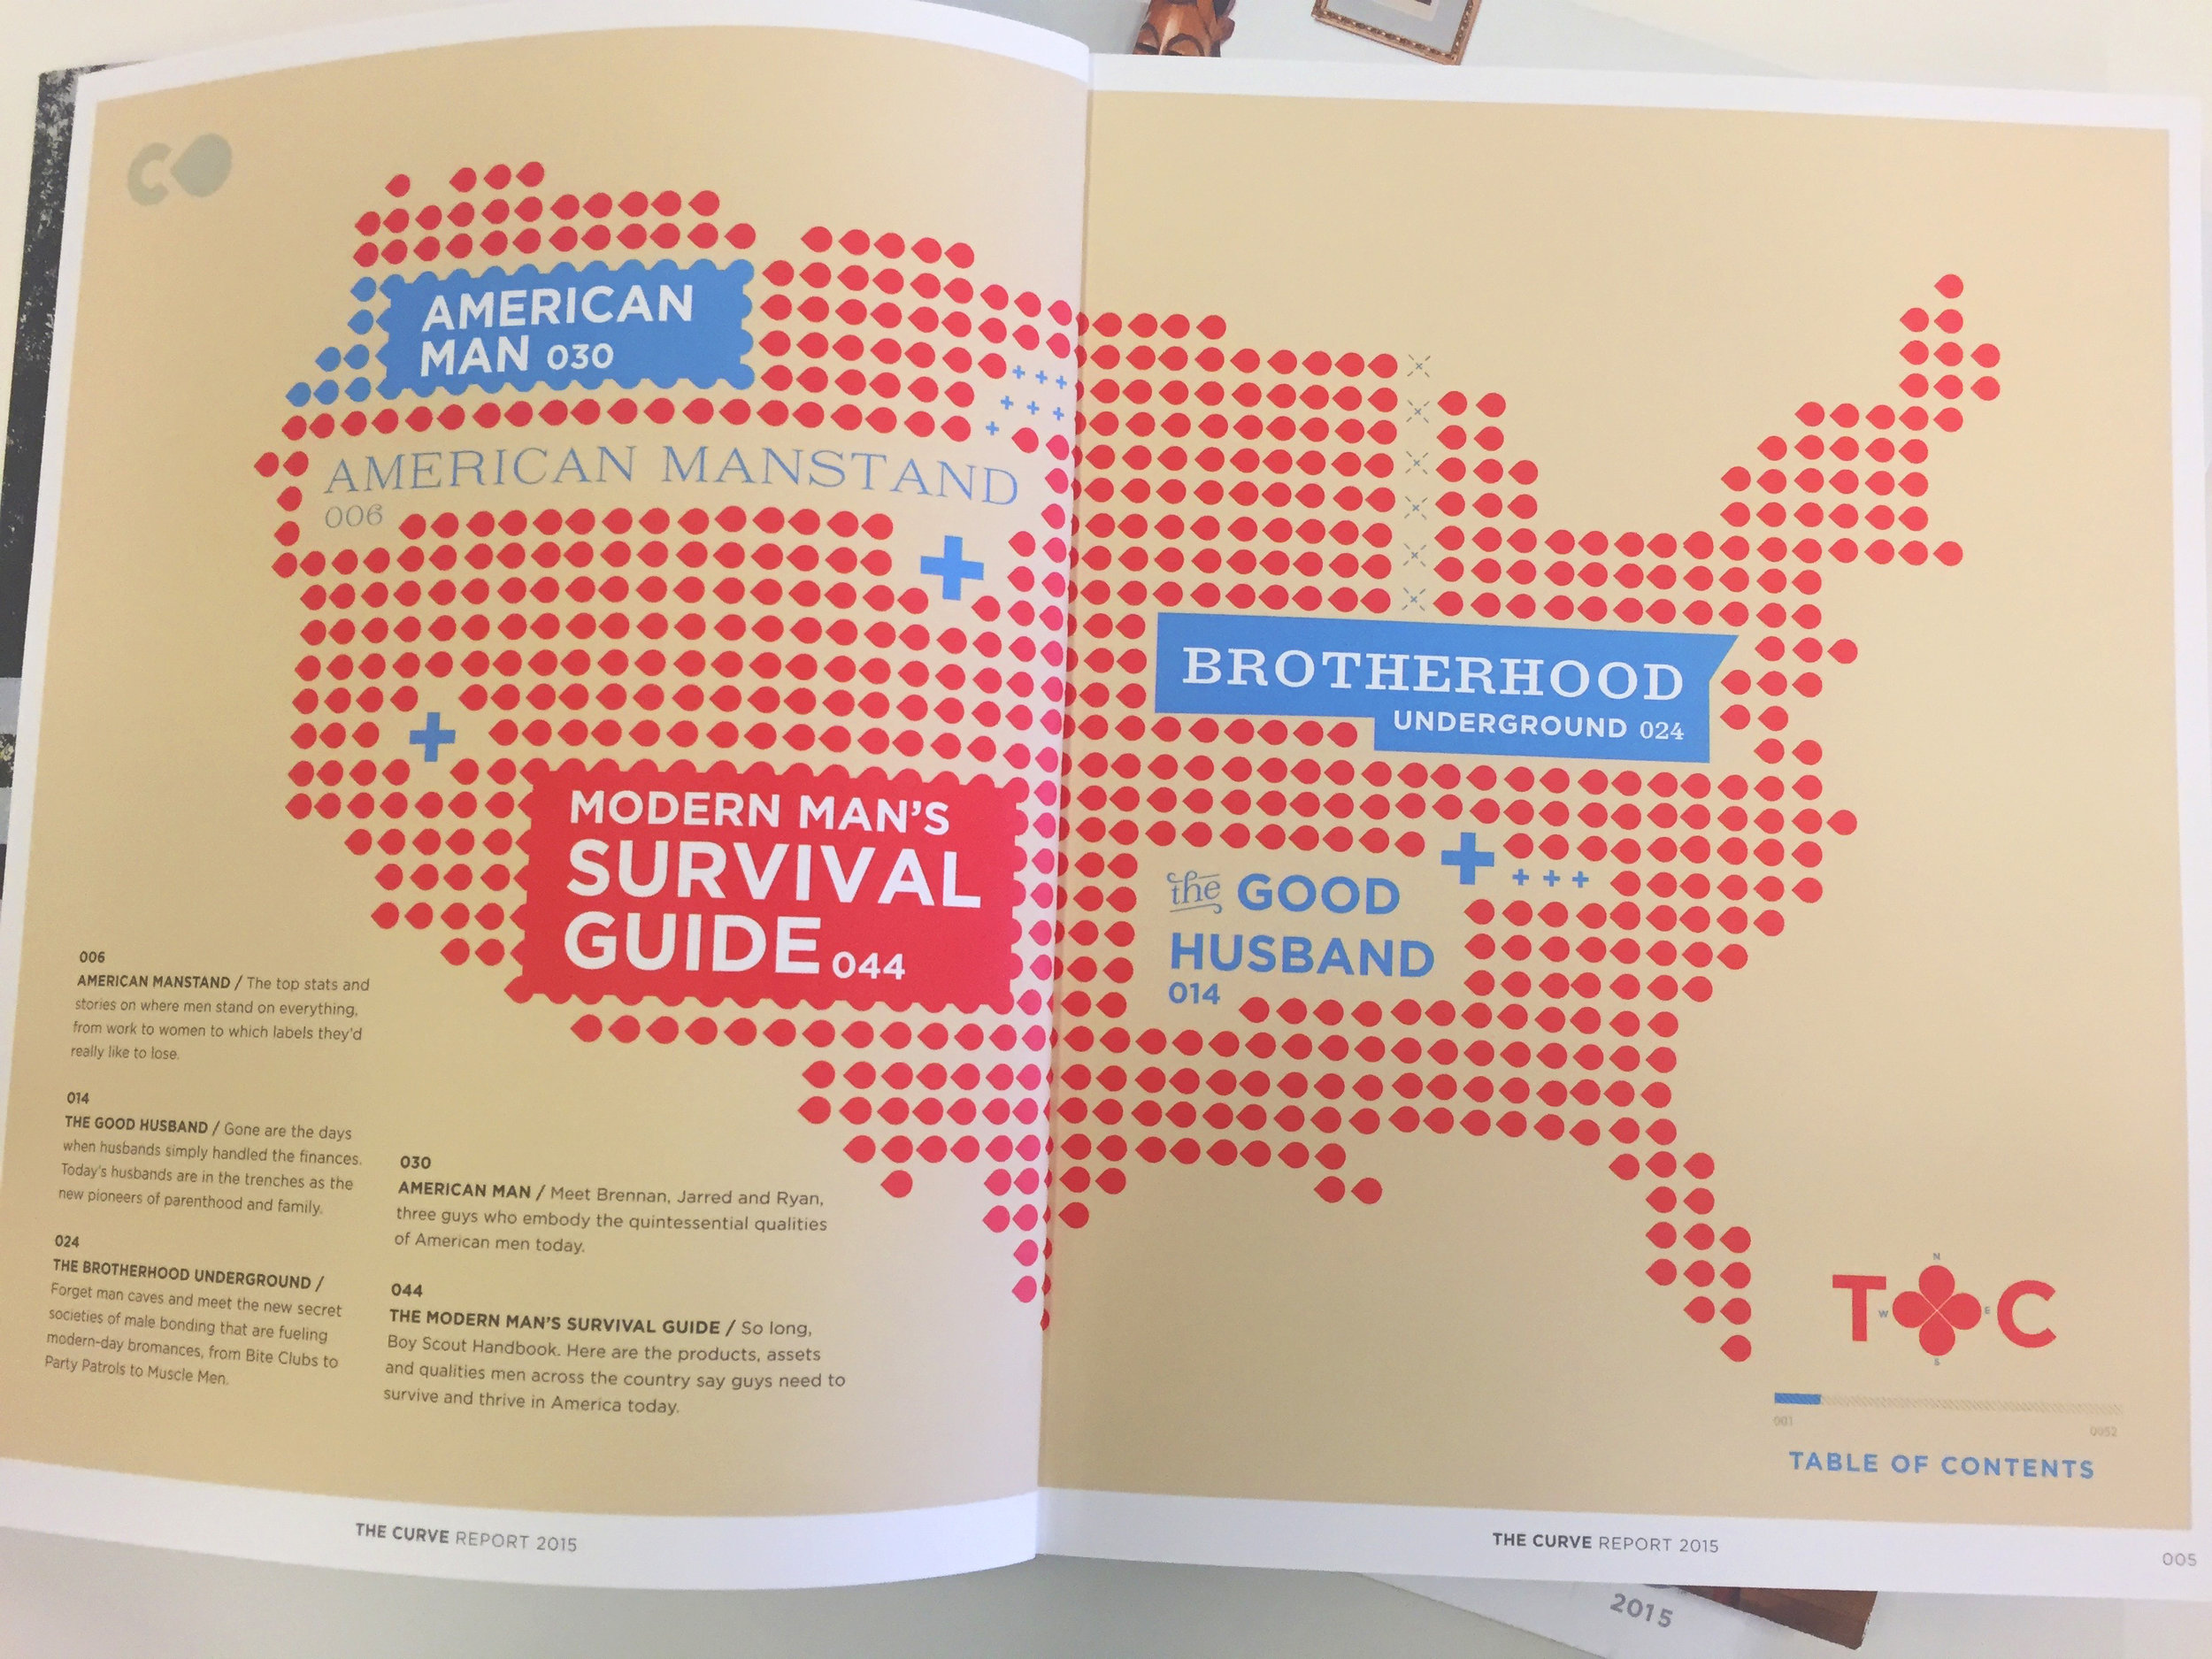 C
AMERICAN
MAN 030
AMERICAN MANSTAND
006
MODERN MAN'S
SURVIVAL
GUIDE 044
006
AMERICAN MANSTAND / The top stats and
stories on where men stand on everything,
from work to women to which labels they'd
really like to lose.
014
THE GOOD HUSBAND / Gone are the days
when husbands simply handled the finances.
Today's husbands are in the trenches as the
new pioneers of parenthood and family.
024
THE BROTHERHOOD UNDERGROUND /
Forget man caves and meet the new secret
societies of male bonding that are fueling
modern-day bromances, from Bite Clubs to
Party Patrols to Muscle Men.
030
AMERICAN MAN / Meet Brennan, Jarred and Ryan,
three guys who embody the quintessential qualities
of American men today.
044
THE MODERN MAN'S SURVIVAL GUIDE / So long,
Boy Scout Handbook. Here are the products, assets
and qualities men across the country say guys need to
survive and thrive in America today.
THE CURVE REPORT 2015
BROTHERHOOD
UNDERGROUND 024
the GOOD
HUSBAND
014
N
T W E C
S
001 0052
TABLE OF CONTENTS
THE CURVE REPORT 2015
005
2015